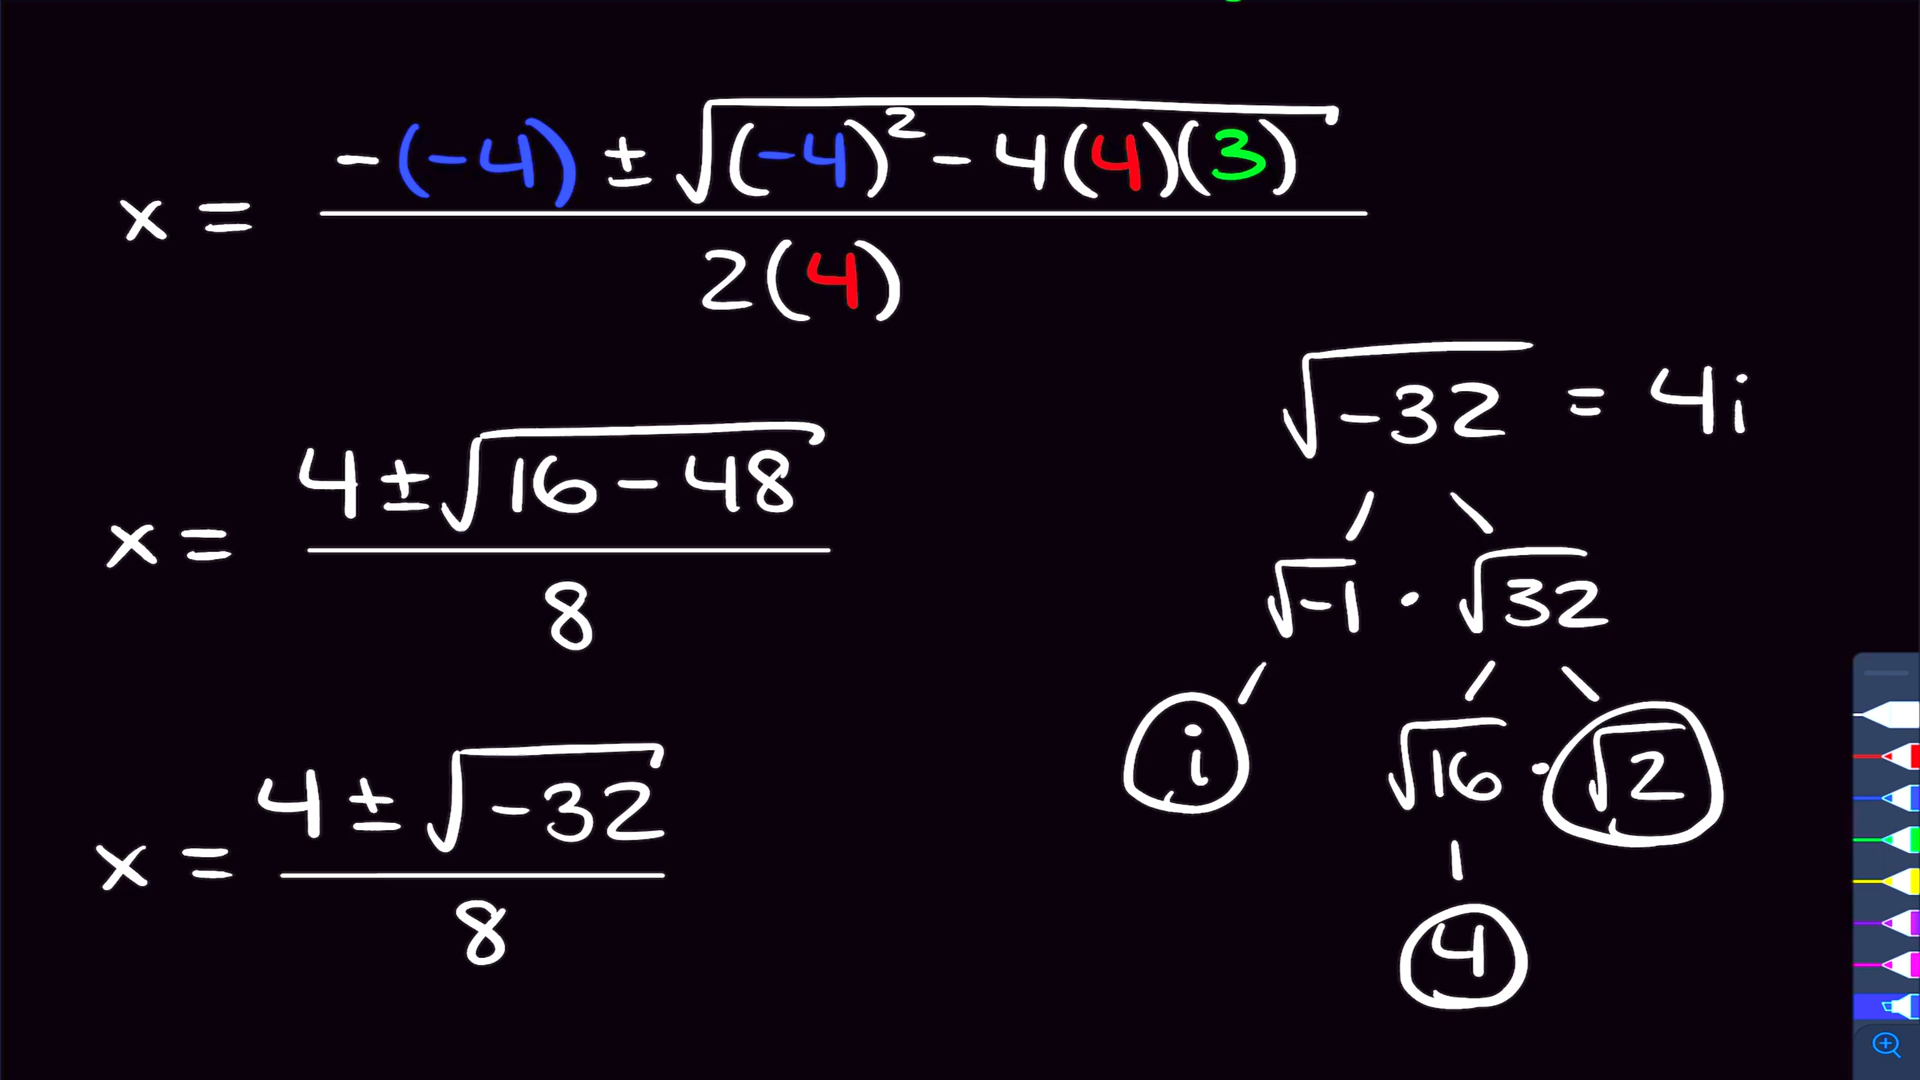 x = -(-4) ± √((-4)² - 4(4)(3)) / 2(4)
√-32 = 4i
x = 4 ± √(16 - 48) / 8
√-1 · √32
i √16 · √2
x = 4 ± √-32 / 8
4